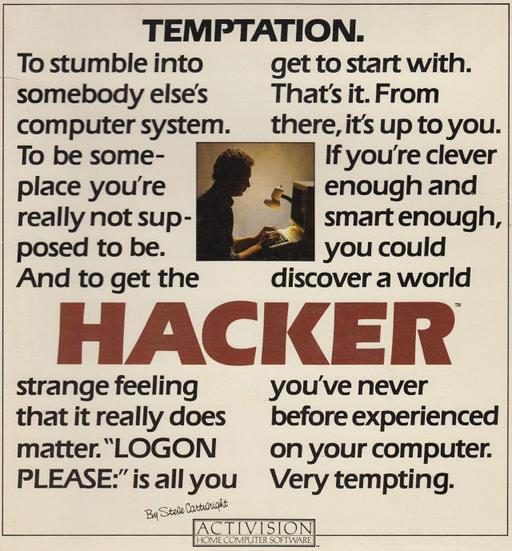 TEMPTATION.
To stumble into
somebody else's
computer system.
To be some-
place you're
really not sup-
posed to be.
And to get the
strange feeling
that it really does
matter. "LOGON
PLEASE:" is all you
get to start with.
That's it. From
there, it's up to you.
If you're clever
enough and
smart enough,
you could
discover a world
you've never
before experienced
on your computer.
Very tempting.
HACKER™
By Steve Cartwright
ACTIVISION
HOME COMPUTER SOFTWARE™